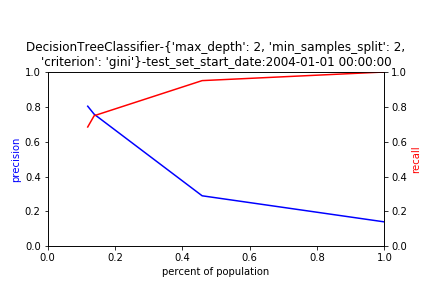 DecisionTreeClassifier-{'max_depth': 2, 'min_samples_split': 2,
'criterion': 'gini'}-test_set_start_date:2004-01-01 00:00:00
1.0
0.8
0.6
0.4
0.2
0.0
precision
1.0
0.8
0.6
0.4
0.2
0.0
recall
0.0 0.2 0.4 0.6 0.8 1.0
percent of population